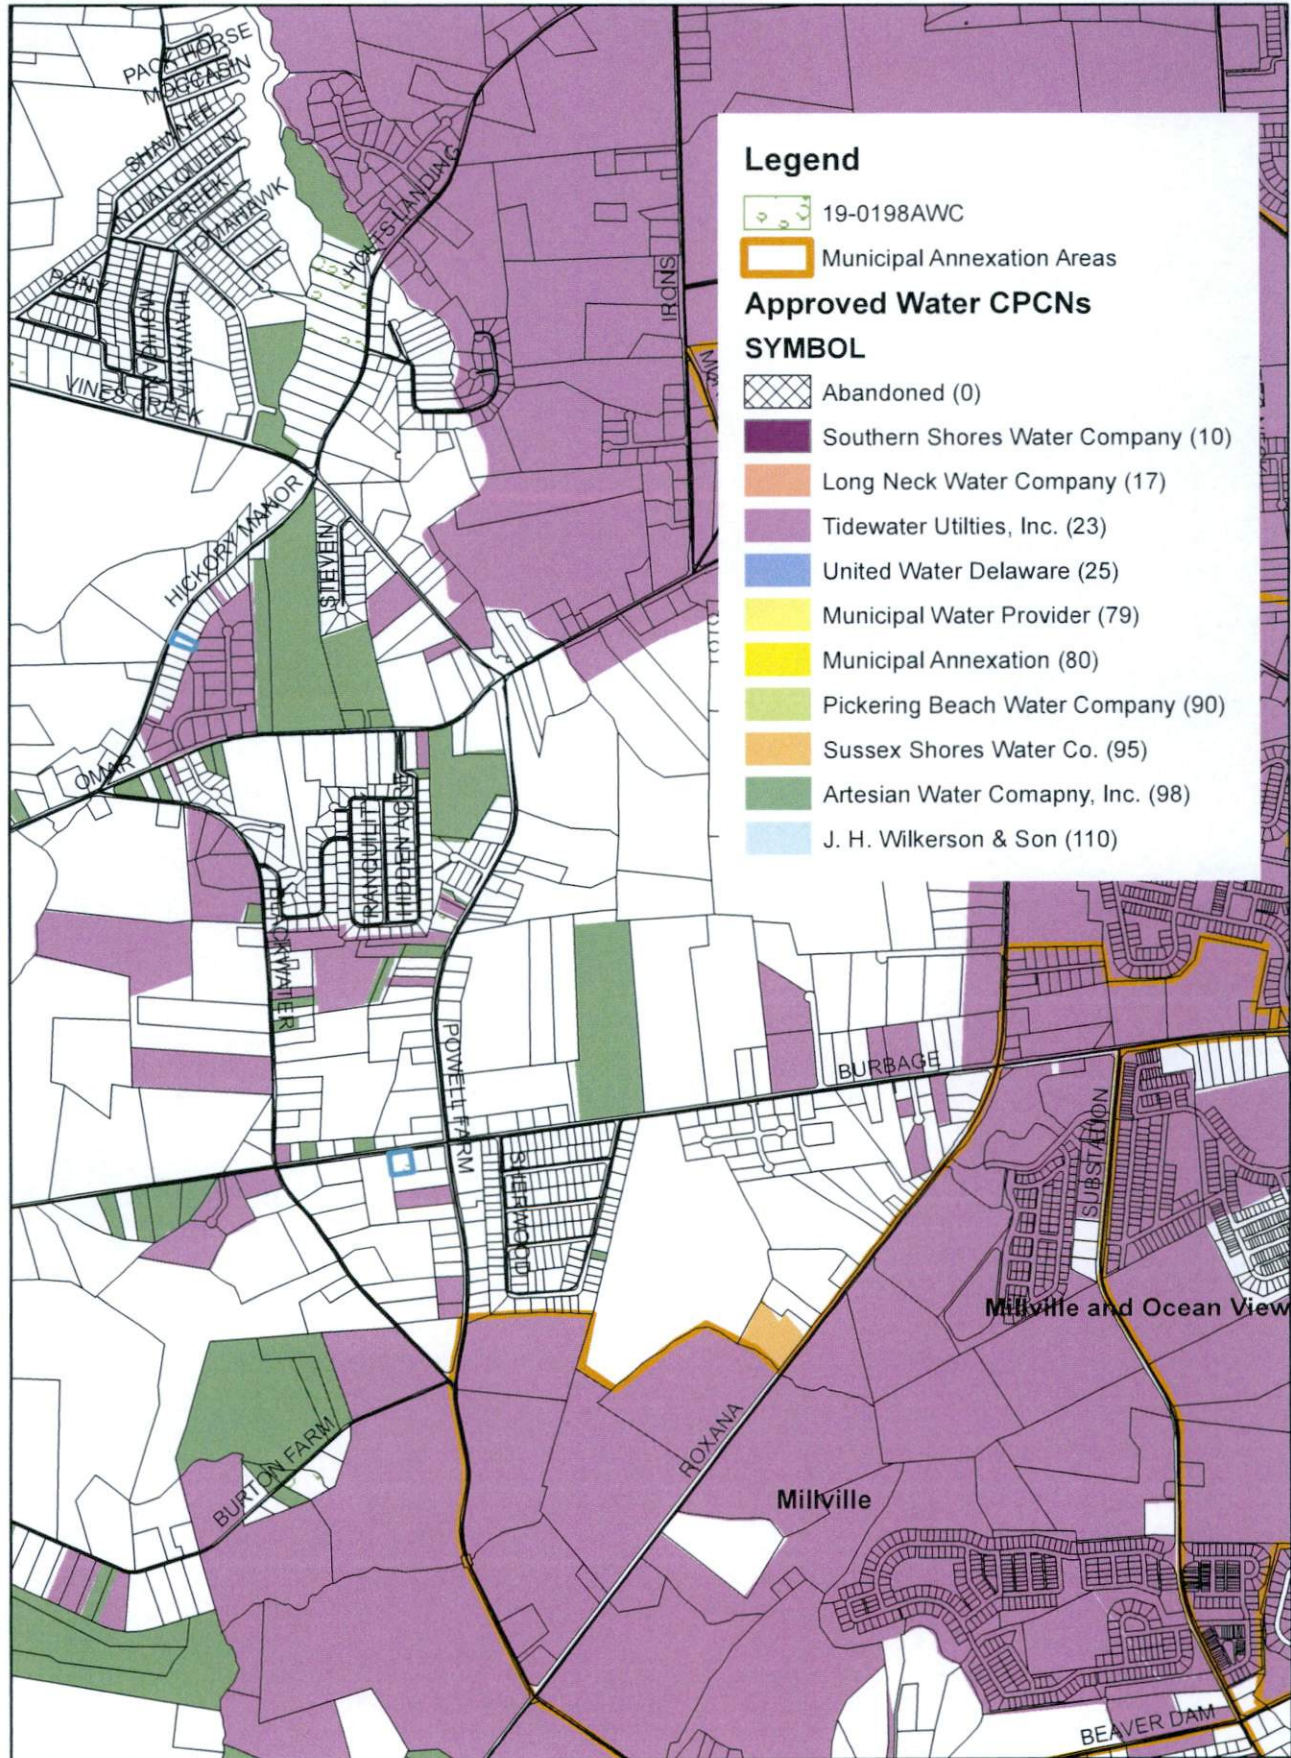 PACK HORSE
MOCCASIN
SHAWNEE
INDIAN QUEEN
CREEK
TOMAHAWK
PONY
MOHICAN
HIAWATHA
VINES CREEK
HOLTS LANDING
IRONS
Legend
19-0198AWC
Municipal Annexation Areas
Approved Water CPCNs
SYMBOL
Abandoned (0)
Southern Shores Water Company (10)
Long Neck Water Company (17)
Tidewater Utilties, Inc. (23)
United Water Delaware (25)
Municipal Water Provider (79)
Municipal Annexation (80)
Pickering Beach Water Company (90)
Sussex Shores Water Co. (95)
Artesian Water Comapny, Inc. (98)
J. H. Wilkerson & Son (110)
HICKORY MANOR
STEVEN
OMAR
TRANQUILITY
HIDDEN ACRE
BLACKWATER
POWELL FARM
BURBAGE
SUBSTATION
SHERWOOD
Millville and Ocean View
ROXANA
BURTON FARM
Millville
BEAVER DAM